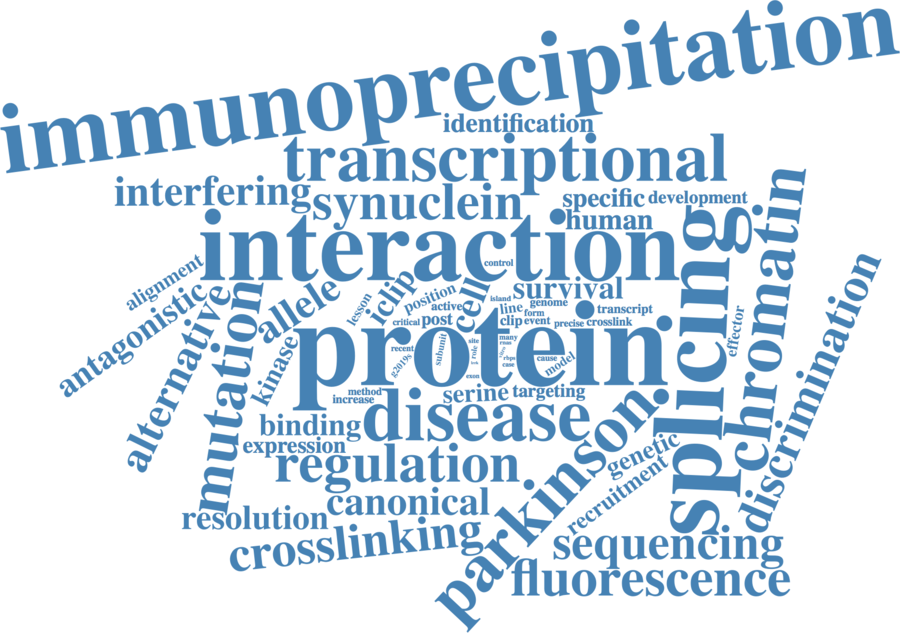 immunoprecipitation
identification
transcriptional
interfering
synuclein
specific
development
human
interaction
control
chromatin
splicing
alignment
antagonistic
alternative
mutation
allele
kinase
lesson
iclip
position
active
critical
post
cell
survival
island
genome
line
form
transcript
clip
event
precise
crosslink
effector
discrimination
protein
recent
g2019s
subunit
site
role
many
rbps
case
cause
model
exon
method
increase
serine
targeting
binding
disease
expression
regulation
parkinson
genetic
recruitment
canonical
resolution
crosslinking
sequencing
fluorescence